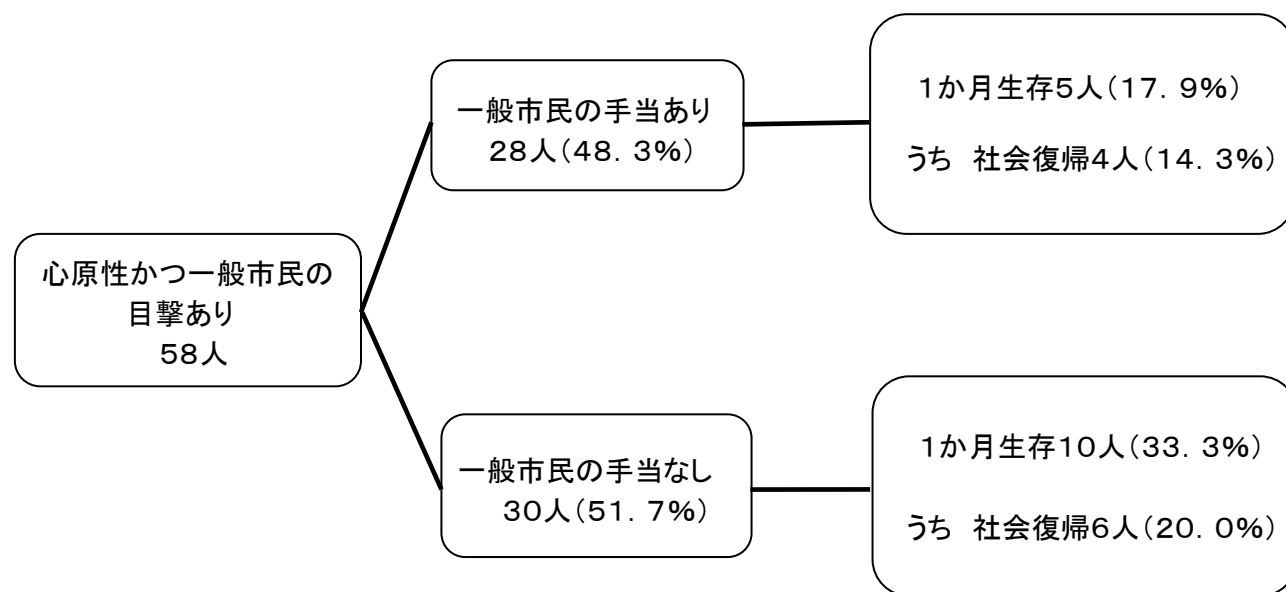 心原性かつ一般市民の
目撃あり
58人
一般市民の手当あり
28人(48.3%)
1か月生存5人(17.9%)
うち 社会復帰4人(14.3%)
一般市民の手当なし
30人(51.7%)
1か月生存10人(33.3%)
うち 社会復帰6人(20.0%)